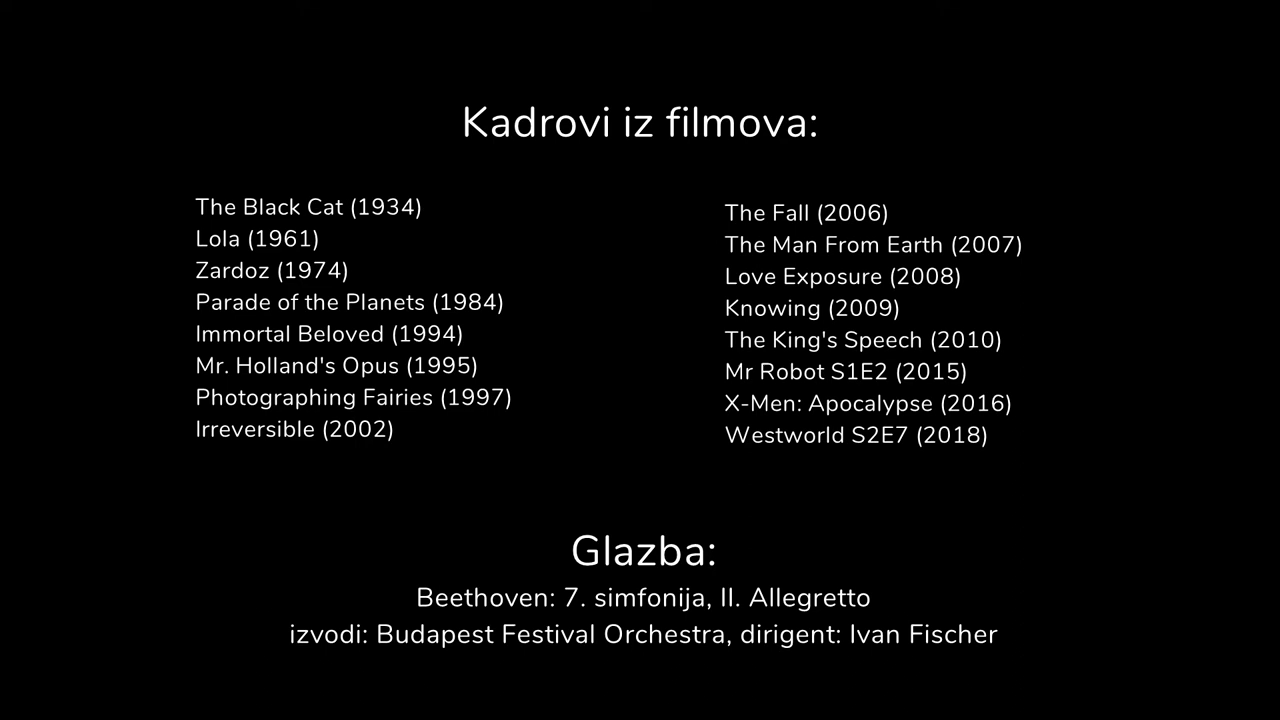 Kadrovi iz filmova:
The Black Cat (1934)
Lola (1961)
Zardoz (1974)
Parade of the Planets (1984)
Immortal Beloved (1994)
Mr. Holland's Opus (1995)
Photographing Fairies (1997)
Irreversible (2002)
The Fall (2006)
The Man From Earth (2007)
Love Exposure (2008)
Knowing (2009)
The King's Speech (2010)
Mr Robot S1E2 (2015)
X-Men: Apocalypse (2016)
Westworld S2E7 (2018)
Glazba:
Beethoven: 7. simfonija, II. Allegretto
izvodi: Budapest Festival Orchestra, dirigent: Ivan Fischer